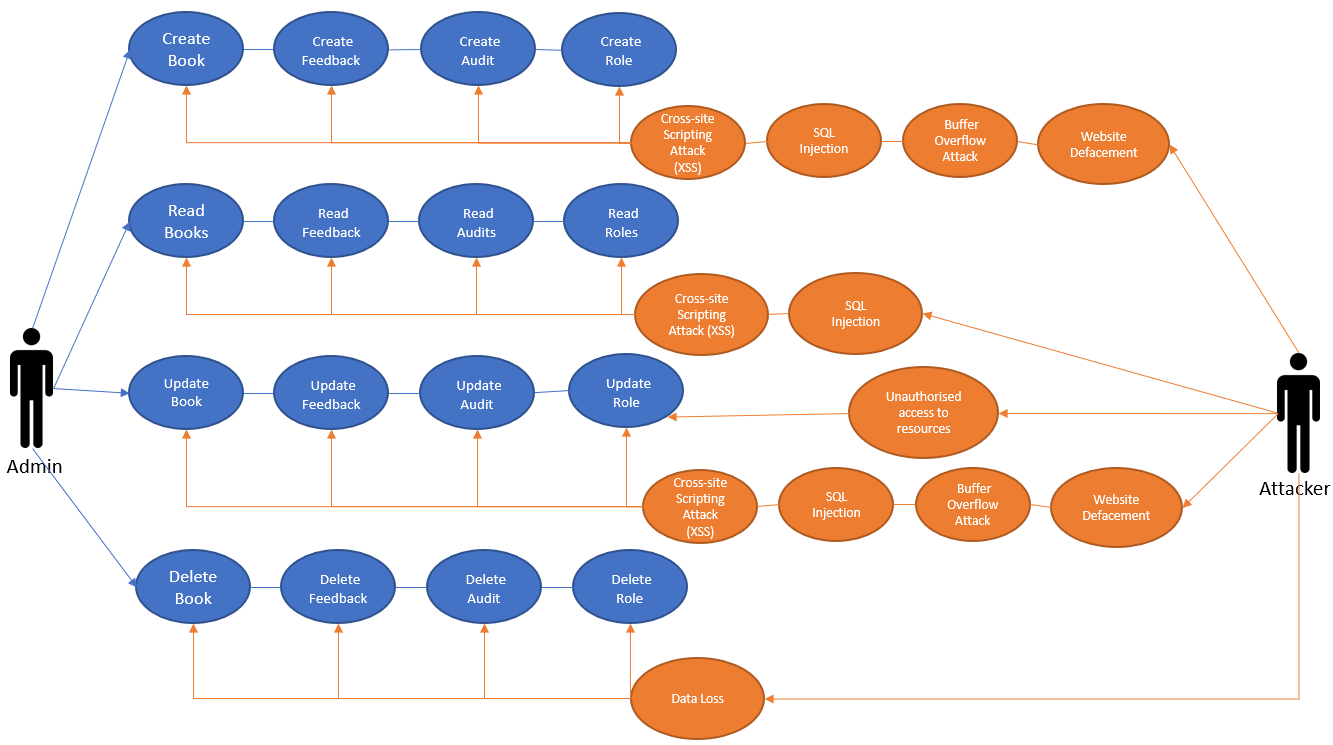 Create
Book
Create
Feedback
Create
Audit
Create
Role
Cross-site
Scripting
Attack
(XSS)
SQL
Injection
Buffer
Overflow
Attack
Website
Defacement
Read
Books
Read
Feedback
Read
Audits
Read
Roles
Cross-site
Scripting
Attack (XSS)
SQL
Injection
Update
Book
Update
Feedback
Update
Audit
Update
Role
Unauthorised
access to
resources
Admin
Attacker
Cross-site
Scripting
Attack
(XSS)
SQL
Injection
Buffer
Overflow
Attack
Website
Defacement
Delete
Book
Delete
Feedback
Delete
Audit
Delete
Role
Data Loss